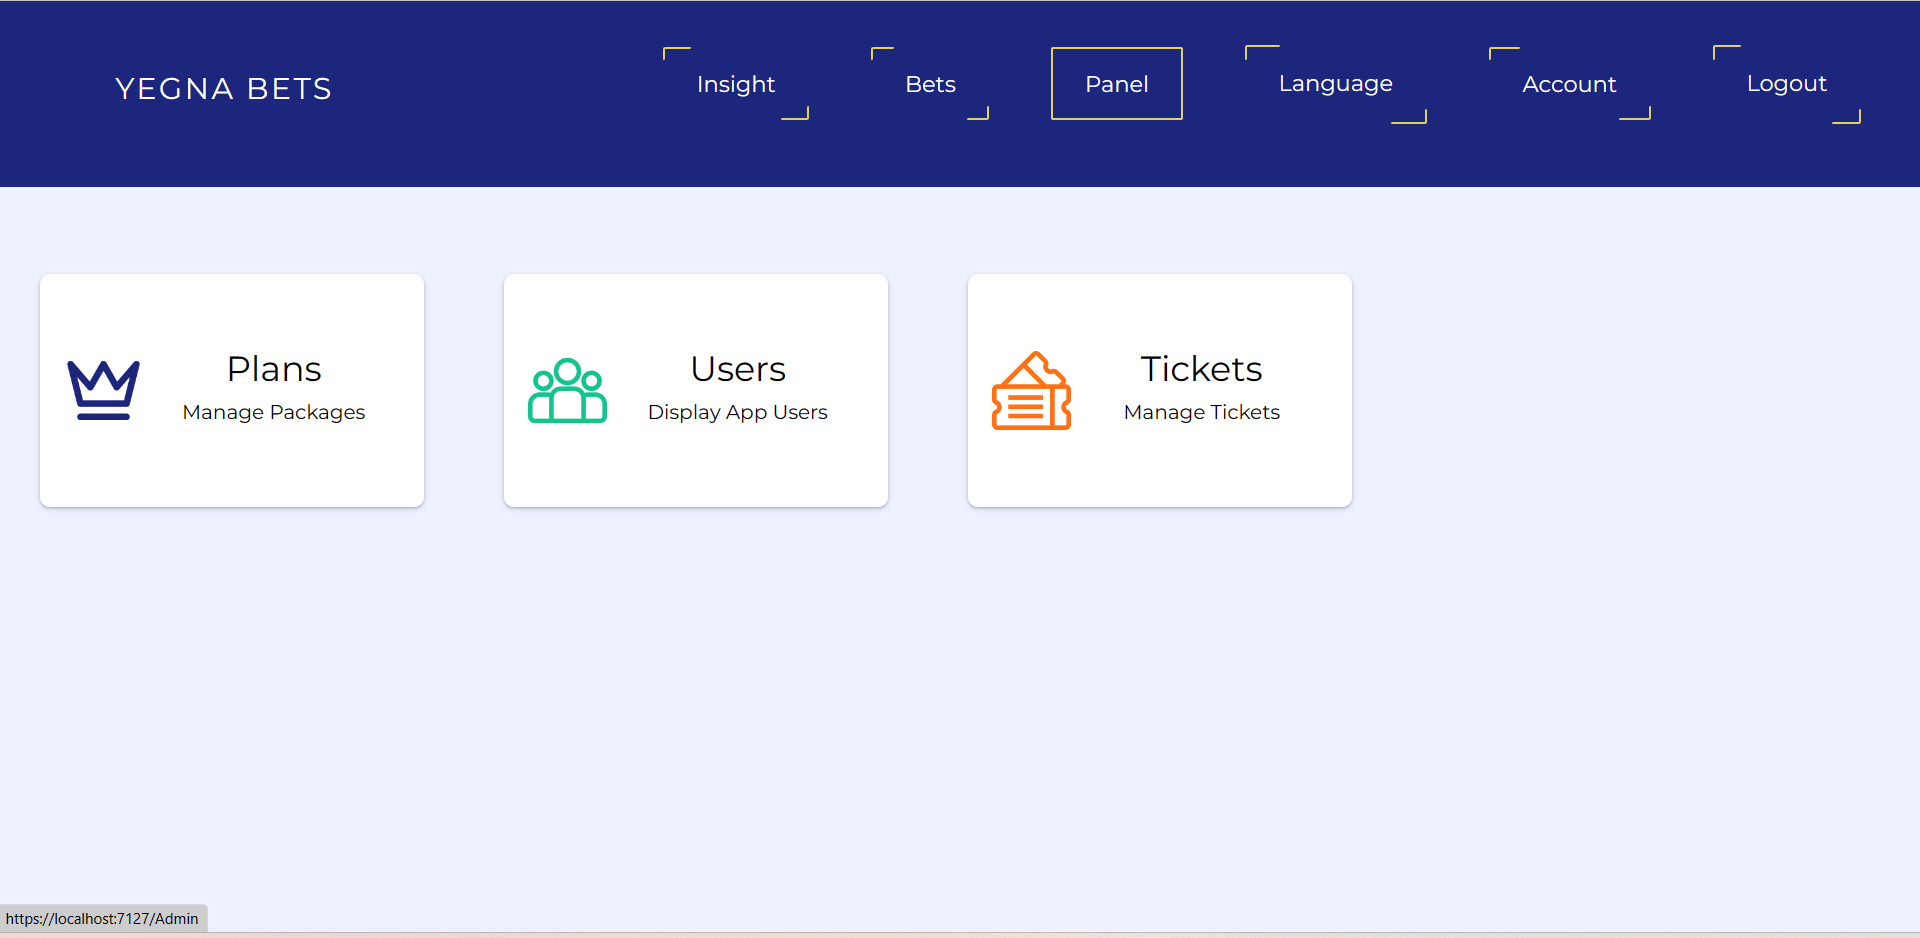 YEGNA BETS
Insight
Bets
Panel
Language
Account
Logout
Plans
Manage Packages
Users
Display App Users
Tickets
Manage Tickets
https://localhost:7127/Admin